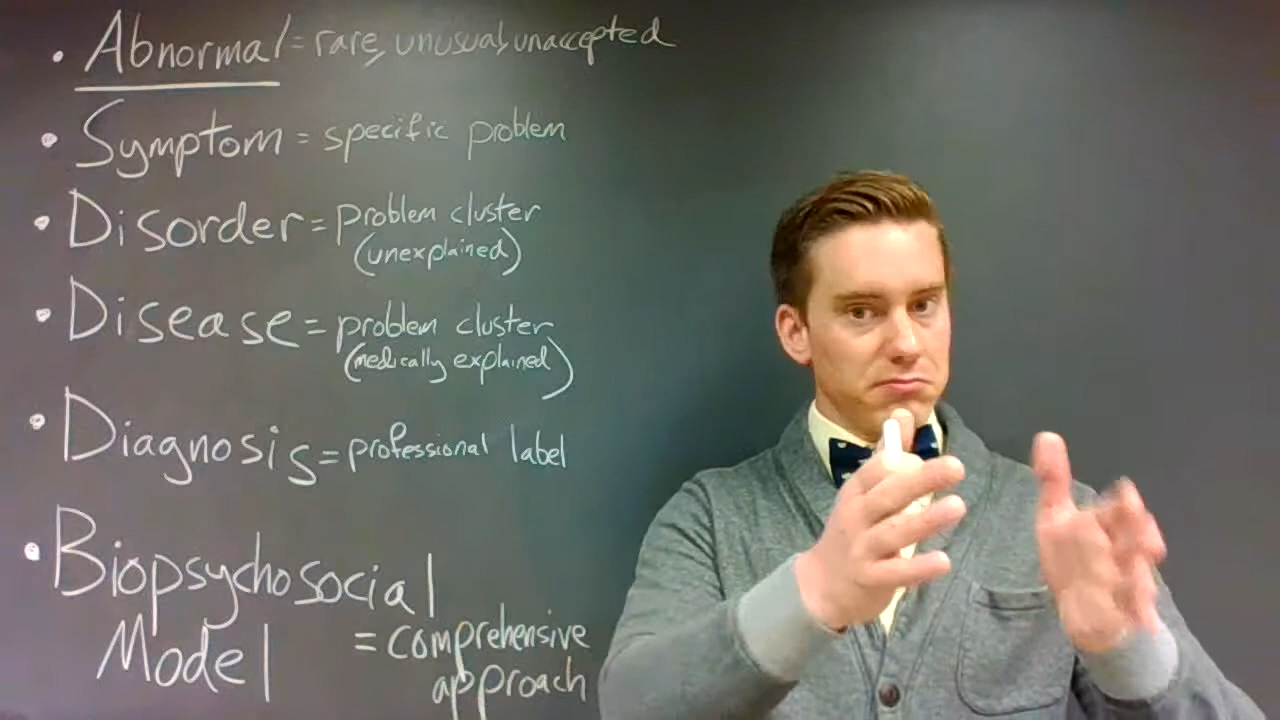 • Abnormal = rare, unusual, unaccepted
• Symptom = specific problem
• Disorder = problem cluster
(unexplained)
• Disease = problem cluster
(medically explained)
• Diagnosis = professional label
• Biopsychosocial
Model = comprehensive
approach